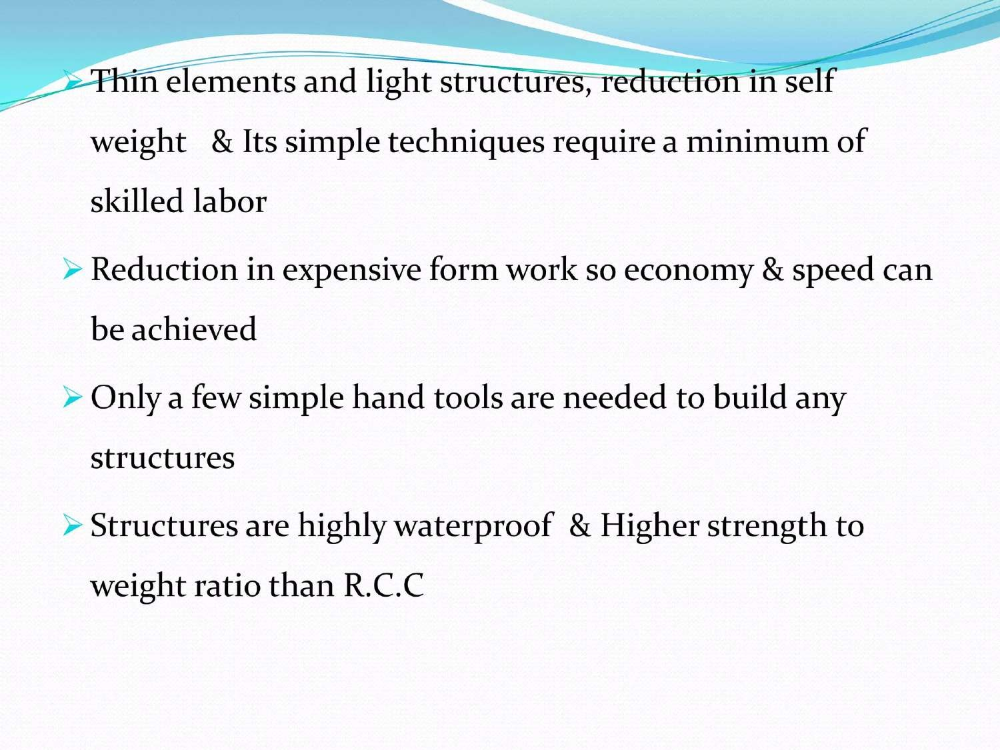 Thin elements and light structures, reduction in self
weight & Its simple techniques require a minimum of
skilled labor
Reduction in expensive form work so economy & speed can
be achieved
Only a few simple hand tools are needed to build any
structures
Structures are highly waterproof & Higher strength to
weight ratio than R.C.C